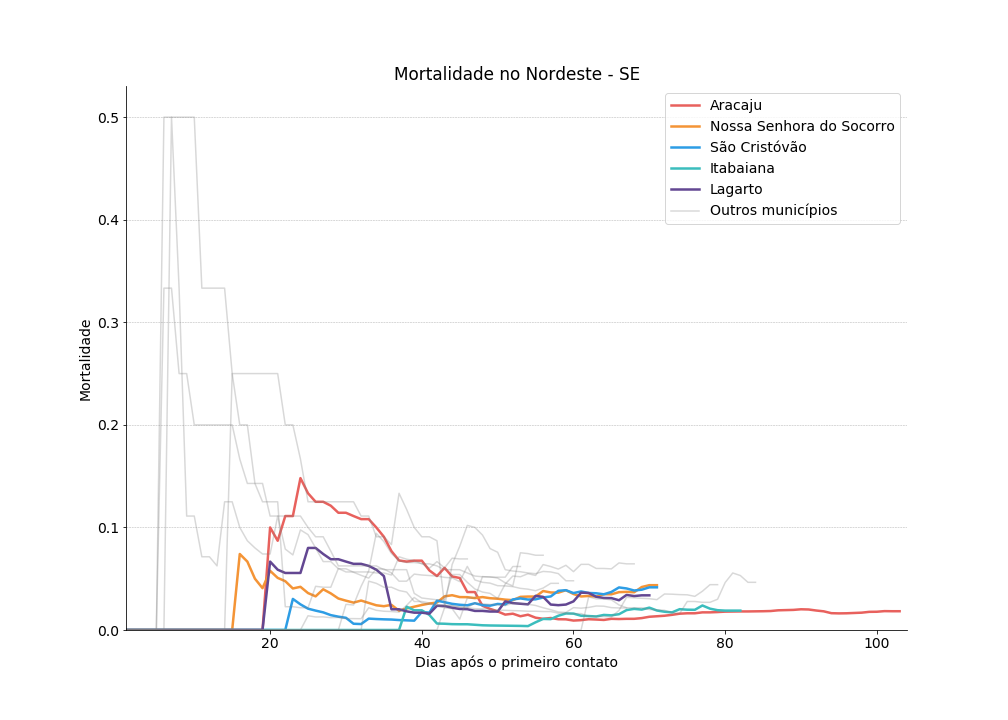 Mortalidade no Nordeste - SE
Aracaju
Nossa Senhora do Socorro
São Cristóvão
Itabaiana
Lagarto
Outros municípios
Mortalidade
0.5
0.4
0.3
0.2
0.1
0.0
20
40
60
80
100
Dias após o primeiro contato